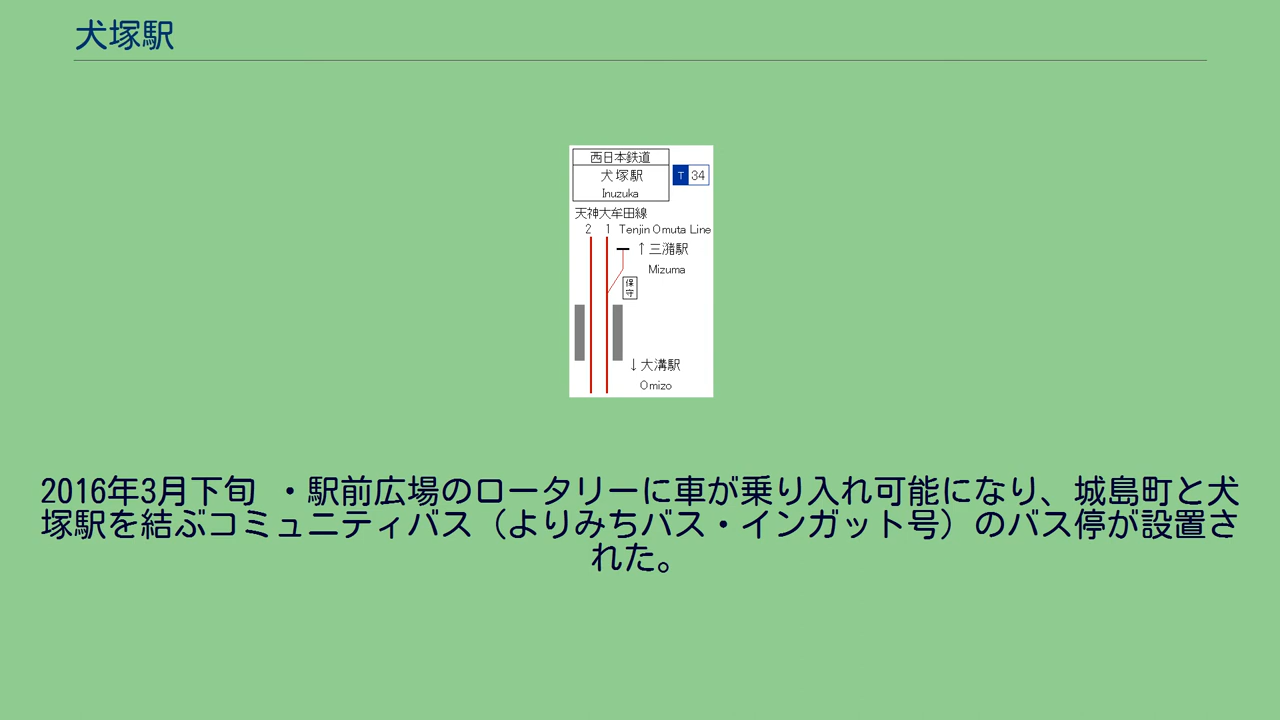 犬塚駅
西日本鉄道
犬塚駅
Inuzuka
T 34
天神大牟田線
2 1 Tenjin Omuta Line
↑三潴駅
Mizuma
保守
↓大溝駅
Omizo
2016年3月下旬 ・駅前広場のロータリーに車が乗り入れ可能になり、城島町と犬
塚駅を結ぶコミュニティバス（よりみちバス・インガット号）のバス停が設置さ
れた。